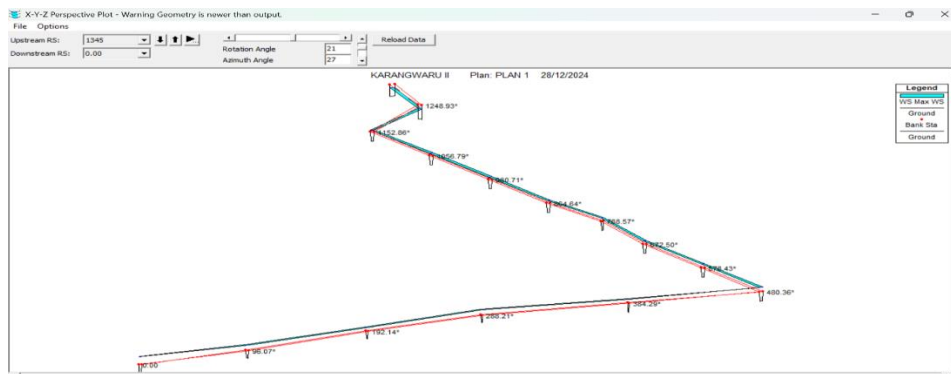 X-Y-Z Perspective Plot - Warning Geometry is newer than output.
File Options
Upstream RS: 1345
Downstream RS: 0.00
Rotation Angle 21
Azimuth Angle 27
Reload Data
KARANGWARU II Plan: PLAN 1 28/12/2024
Legend
WS Max WS
Ground
Bank Sta
Ground
1248.93*
1152.86*
1056.79*
960.71*
864.64*
768.57*
672.50*
576.43*
480.36*
384.29*
288.21*
192.14*
96.07*
0.00